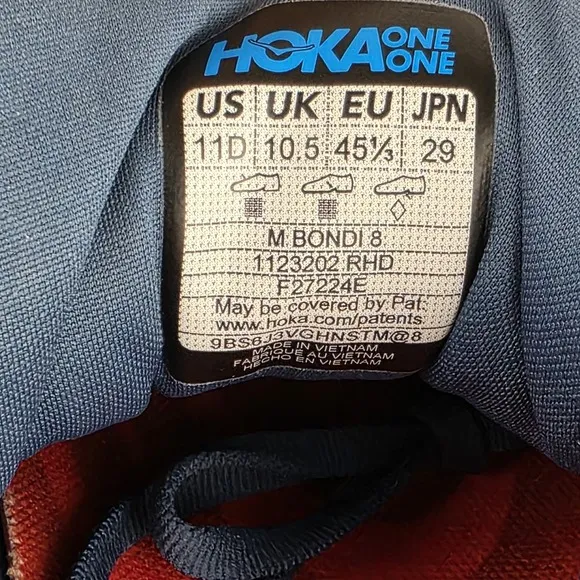 HOKA ONE ONE
US UK EU JPN
11D 10.5 45⅓ 29
M BONDI 8
1123202 RHD
F27224E
May be covered by Pat:
www.hoka.com/patents
9BS6J3VGHNSTM@8
MADE IN VIETNAM
FABRIQUE AU VIETNAM
HECHO EN VIETNAM